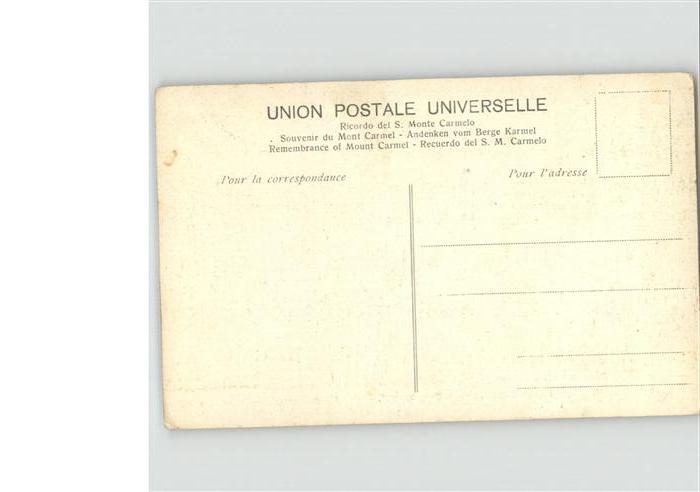 UNION POSTALE UNIVERSELLE
Ricordo del S. Monte Carmelo
Souvenir du Mont Carmel - Andenken vom Berge Karmel
Remembrance of Mount Carmel - Recuerdo del S. M. Carmelo
Pour la correspondance
Pour l'adresse